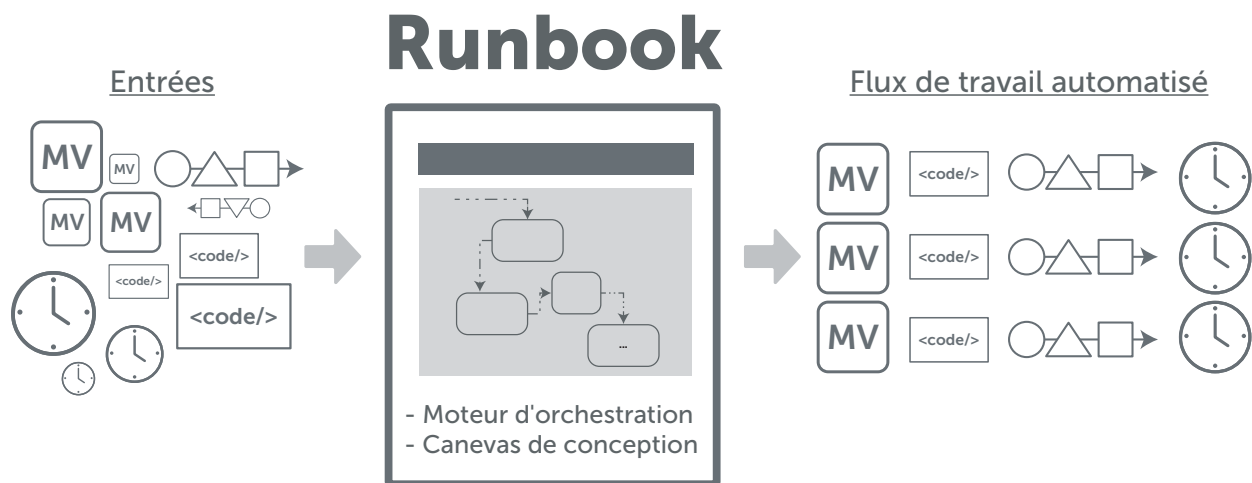 Runbook
Entrées
MV
MV
MV
MV
<code/>
<code/>
<code/>
...
- Moteur d'orchestration
- Canevas de conception
Flux de travail automatisé
MV <code/>
MV <code/>
MV <code/>